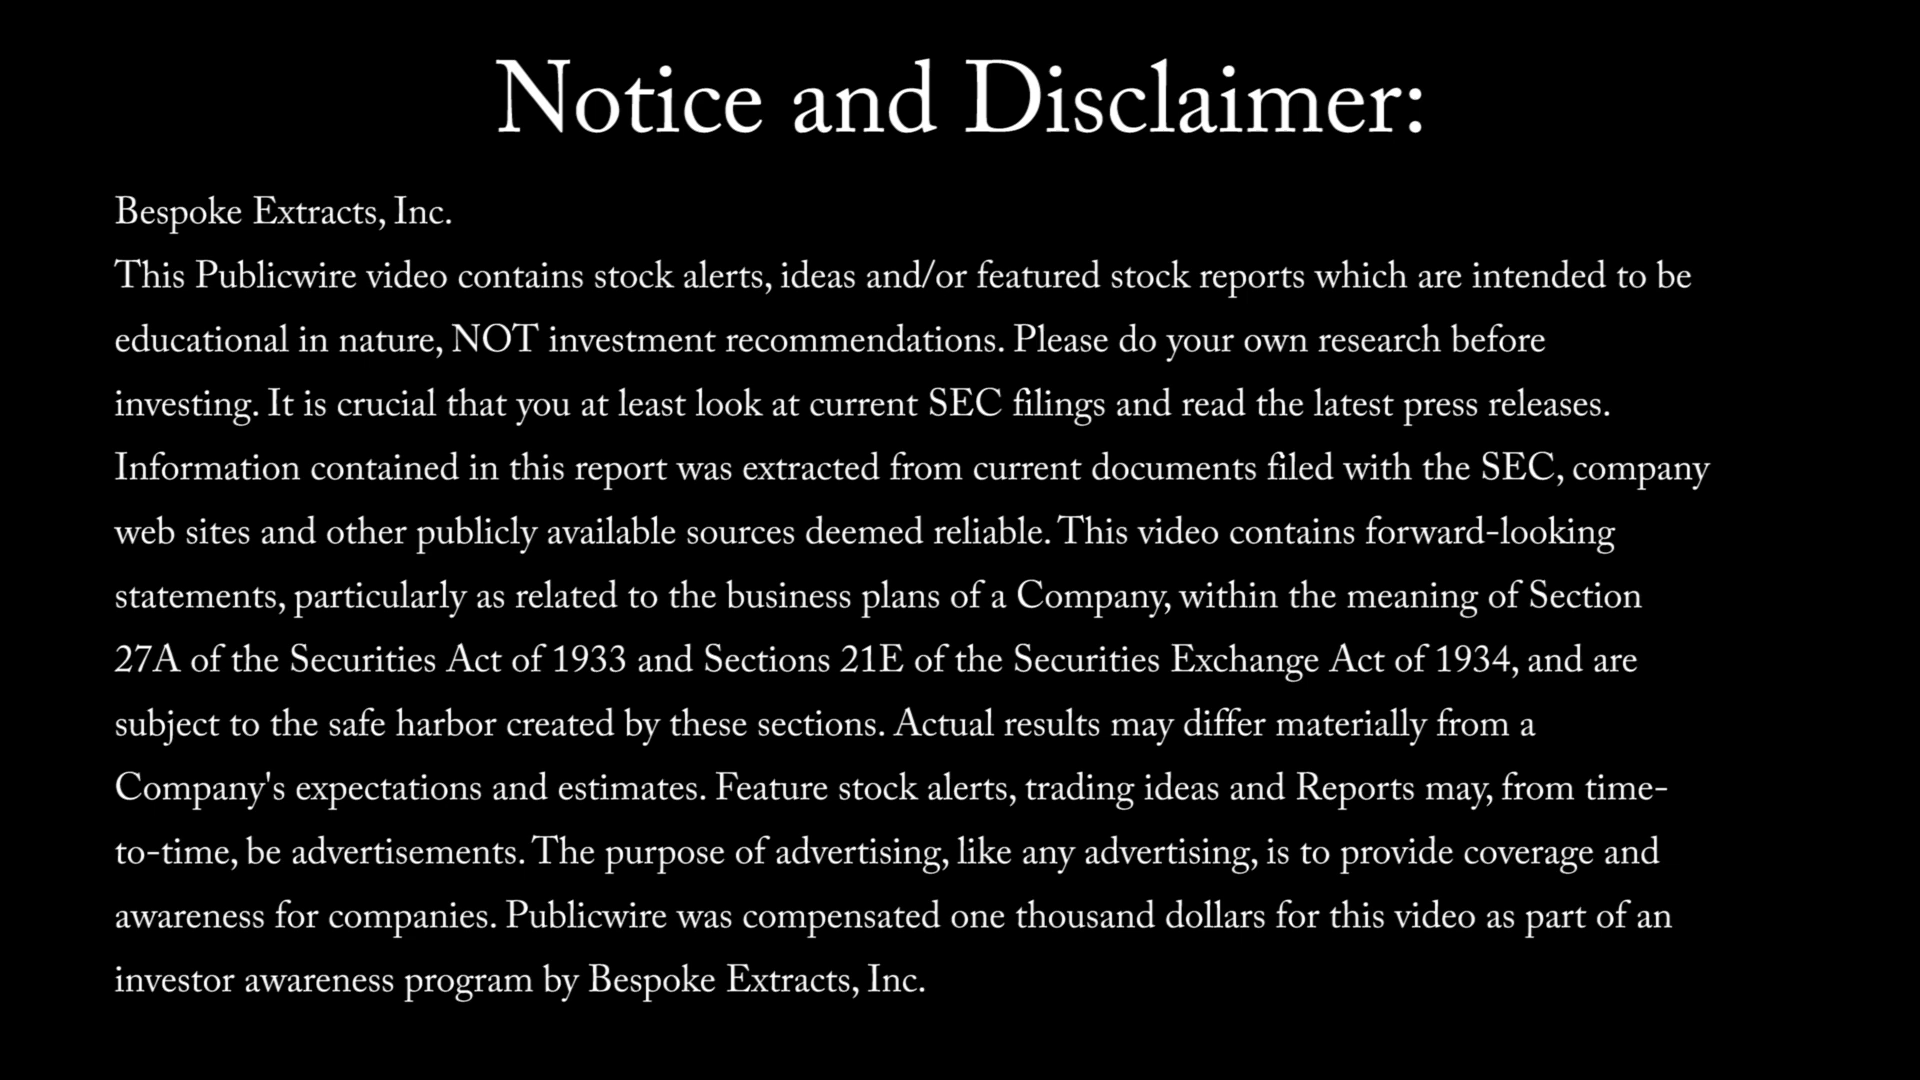 Notice and Disclaimer:
Bespoke Extracts, Inc.
This Publicwire video contains stock alerts, ideas and/or featured stock reports which are intended to be
educational in nature, NOT investment recommendations. Please do your own research before
investing. It is crucial that you at least look at current SEC filings and read the latest press releases.
Information contained in this report was extracted from current documents filed with the SEC, company
web sites and other publicly available sources deemed reliable. This video contains forward-looking
statements, particularly as related to the business plans of a Company, within the meaning of Section
27A of the Securities Act of 1933 and Sections 21E of the Securities Exchange Act of 1934, and are
subject to the safe harbor created by these sections. Actual results may differ materially from a
Company's expectations and estimates. Feature stock alerts, trading ideas and Reports may, from time-
to-time, be advertisements. The purpose of advertising, like any advertising, is to provide coverage and
awareness for companies. Publicwire was compensated one thousand dollars for this video as part of an
investor awareness program by Bespoke Extracts, Inc.